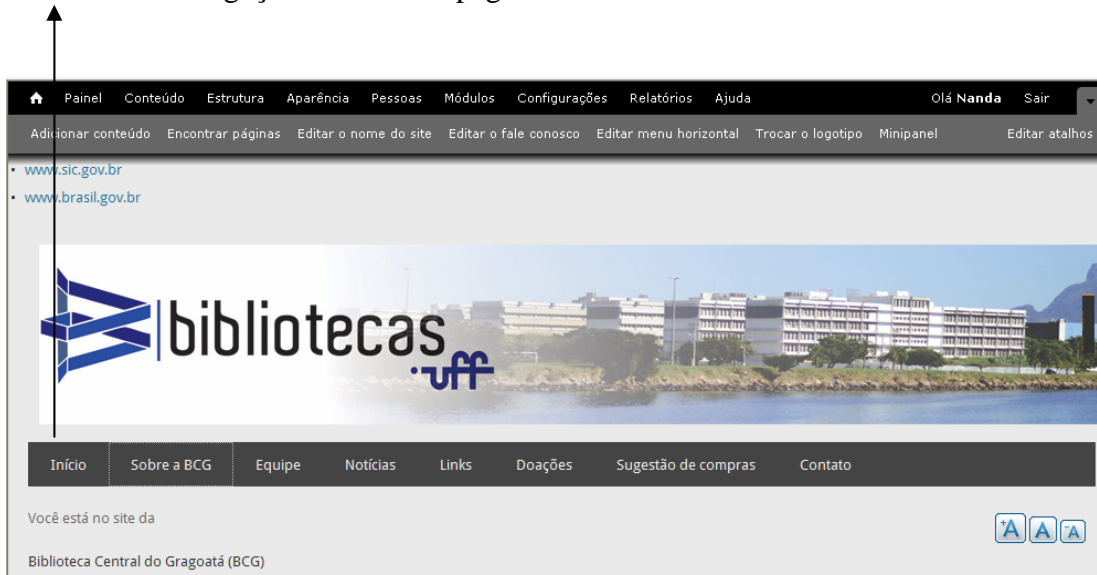 Painel Conteúdo Estrutura Aparência Pessoas Módulos Configurações Relatórios Ajuda Olá Nanda Sair
Adicionar conteúdo Encontrar páginas Editar o nome do site Editar o fale conosco Editar menu horizontal Trocar o logotipo Minipanel Editar atalhos
www.sic.gov.br
www.brasil.gov.br
bibliotecas
uff
Início Sobre a BCG Equipe Notícias Links Doações Sugestão de compras Contato
Você está no site da
+A A -A
Biblioteca Central do Gragoatá (BCG)